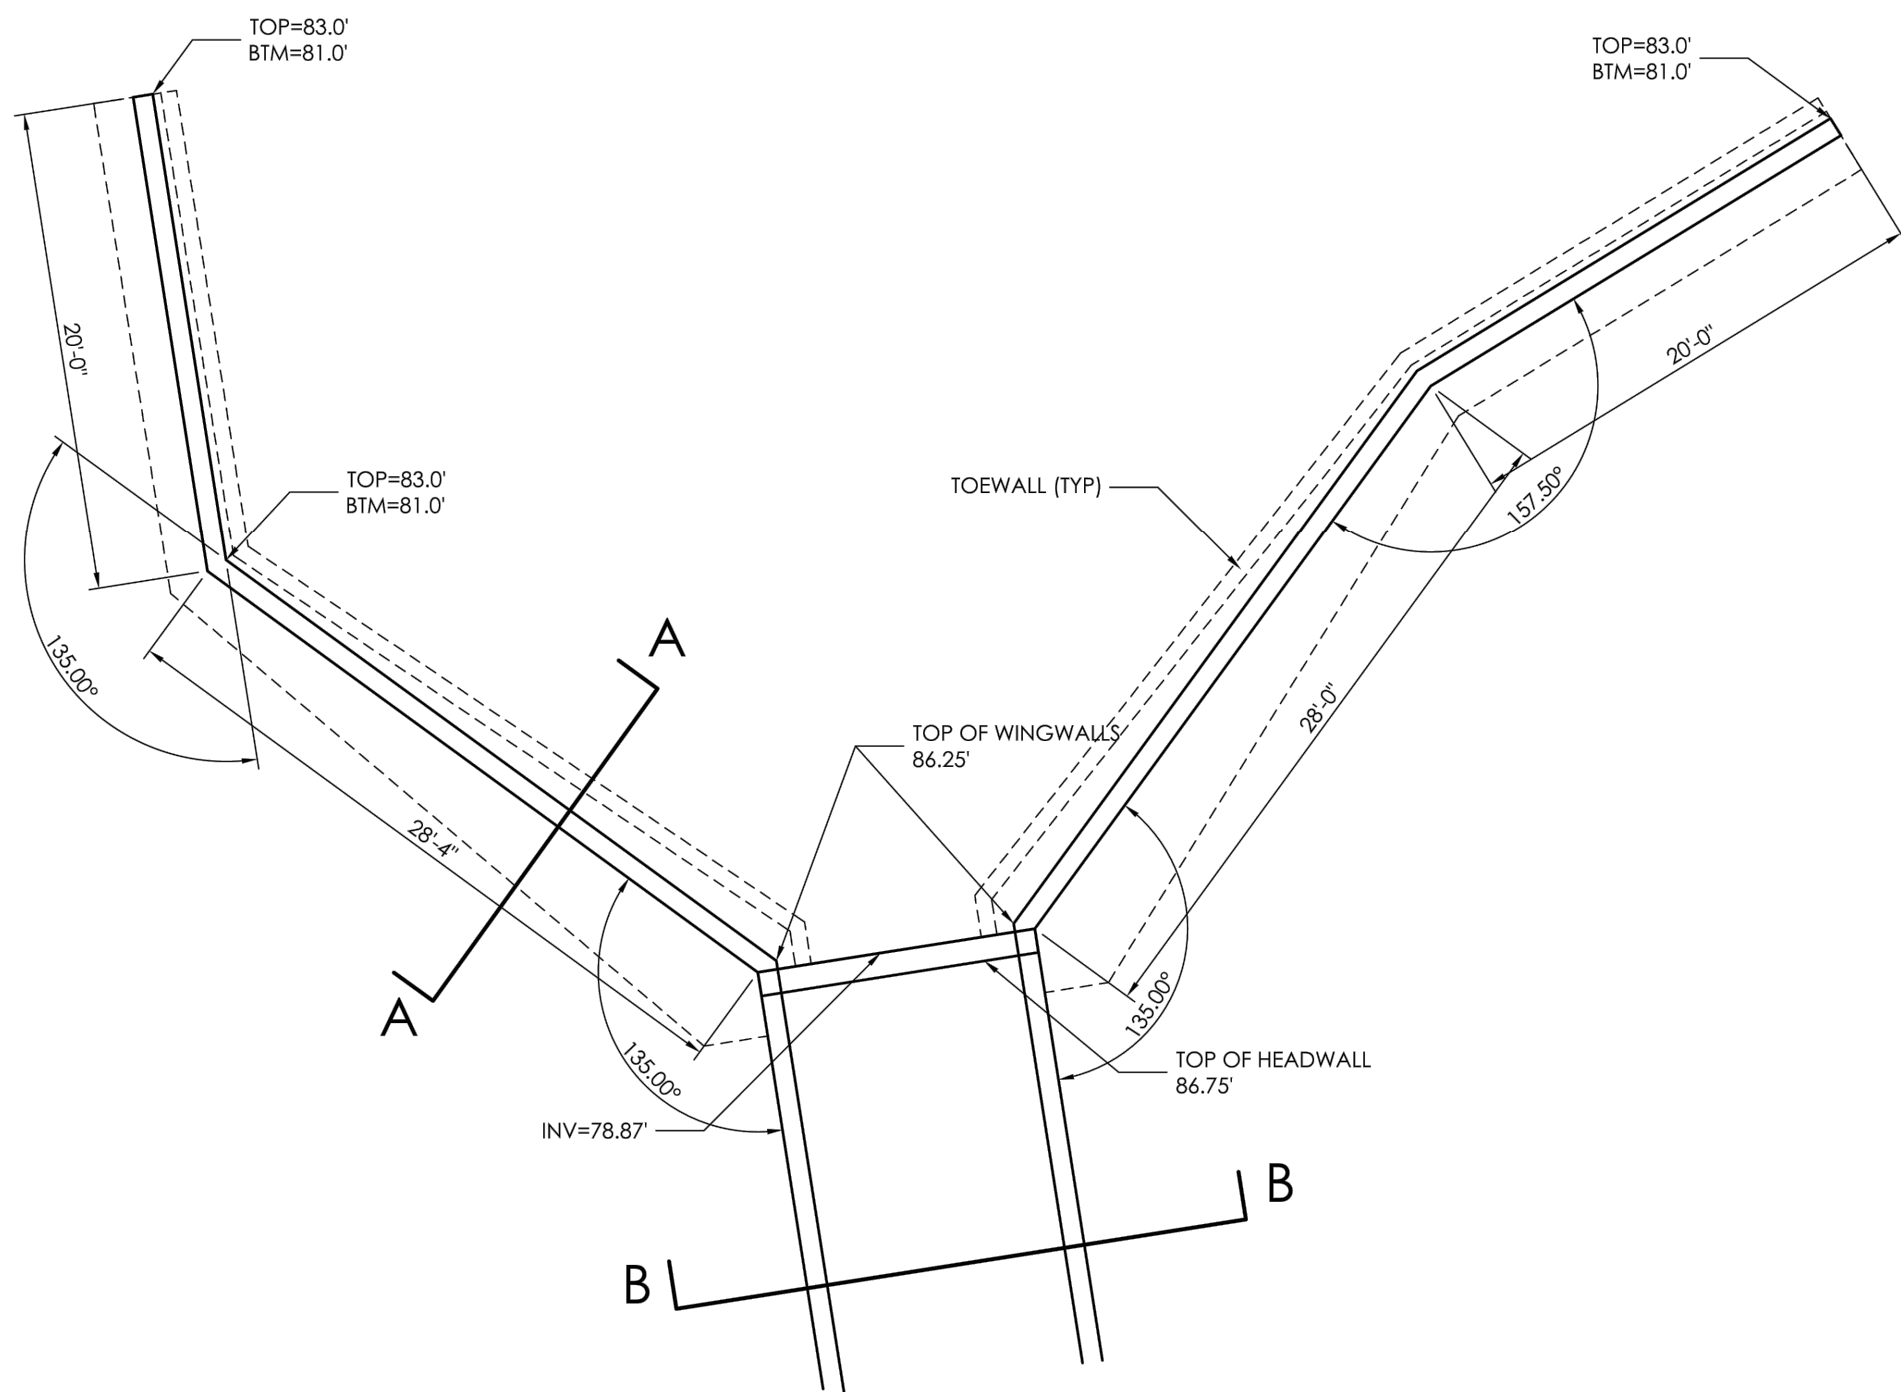 TOP=83.0'
BTM=81.0'
TOP=83.0'
BTM=81.0'
20'-0"
20'-0"
TOP=83.0'
BTM=81.0'
TOEWALL (TYP)
157.50°
135.00°
A
28'-0"
TOP OF WINGWALLS
86.25'
28'-4"
A
135.00°
135.00°
TOP OF HEADWALL
86.75'
INV=78.87'
B
B